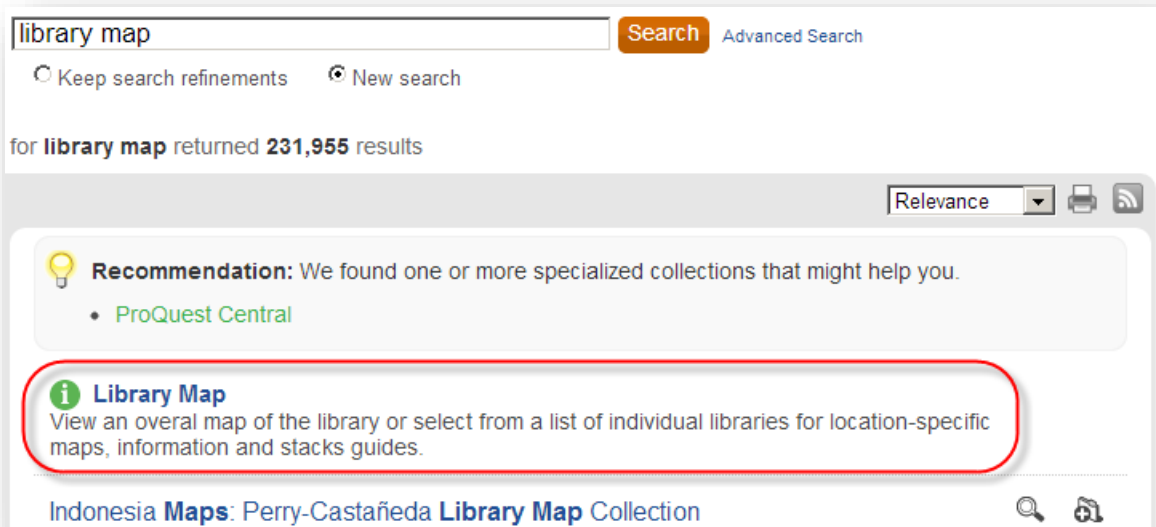 library map
Search
Advanced Search
Keep search refinements
New search
for library map returned 231,955 results
Relevance
Recommendation: We found one or more specialized collections that might help you.
ProQuest Central
Library Map
View an overal map of the library or select from a list of individual libraries for location-specific
maps, information and stacks guides.
Indonesia Maps: Perry-Castañeda Library Map Collection